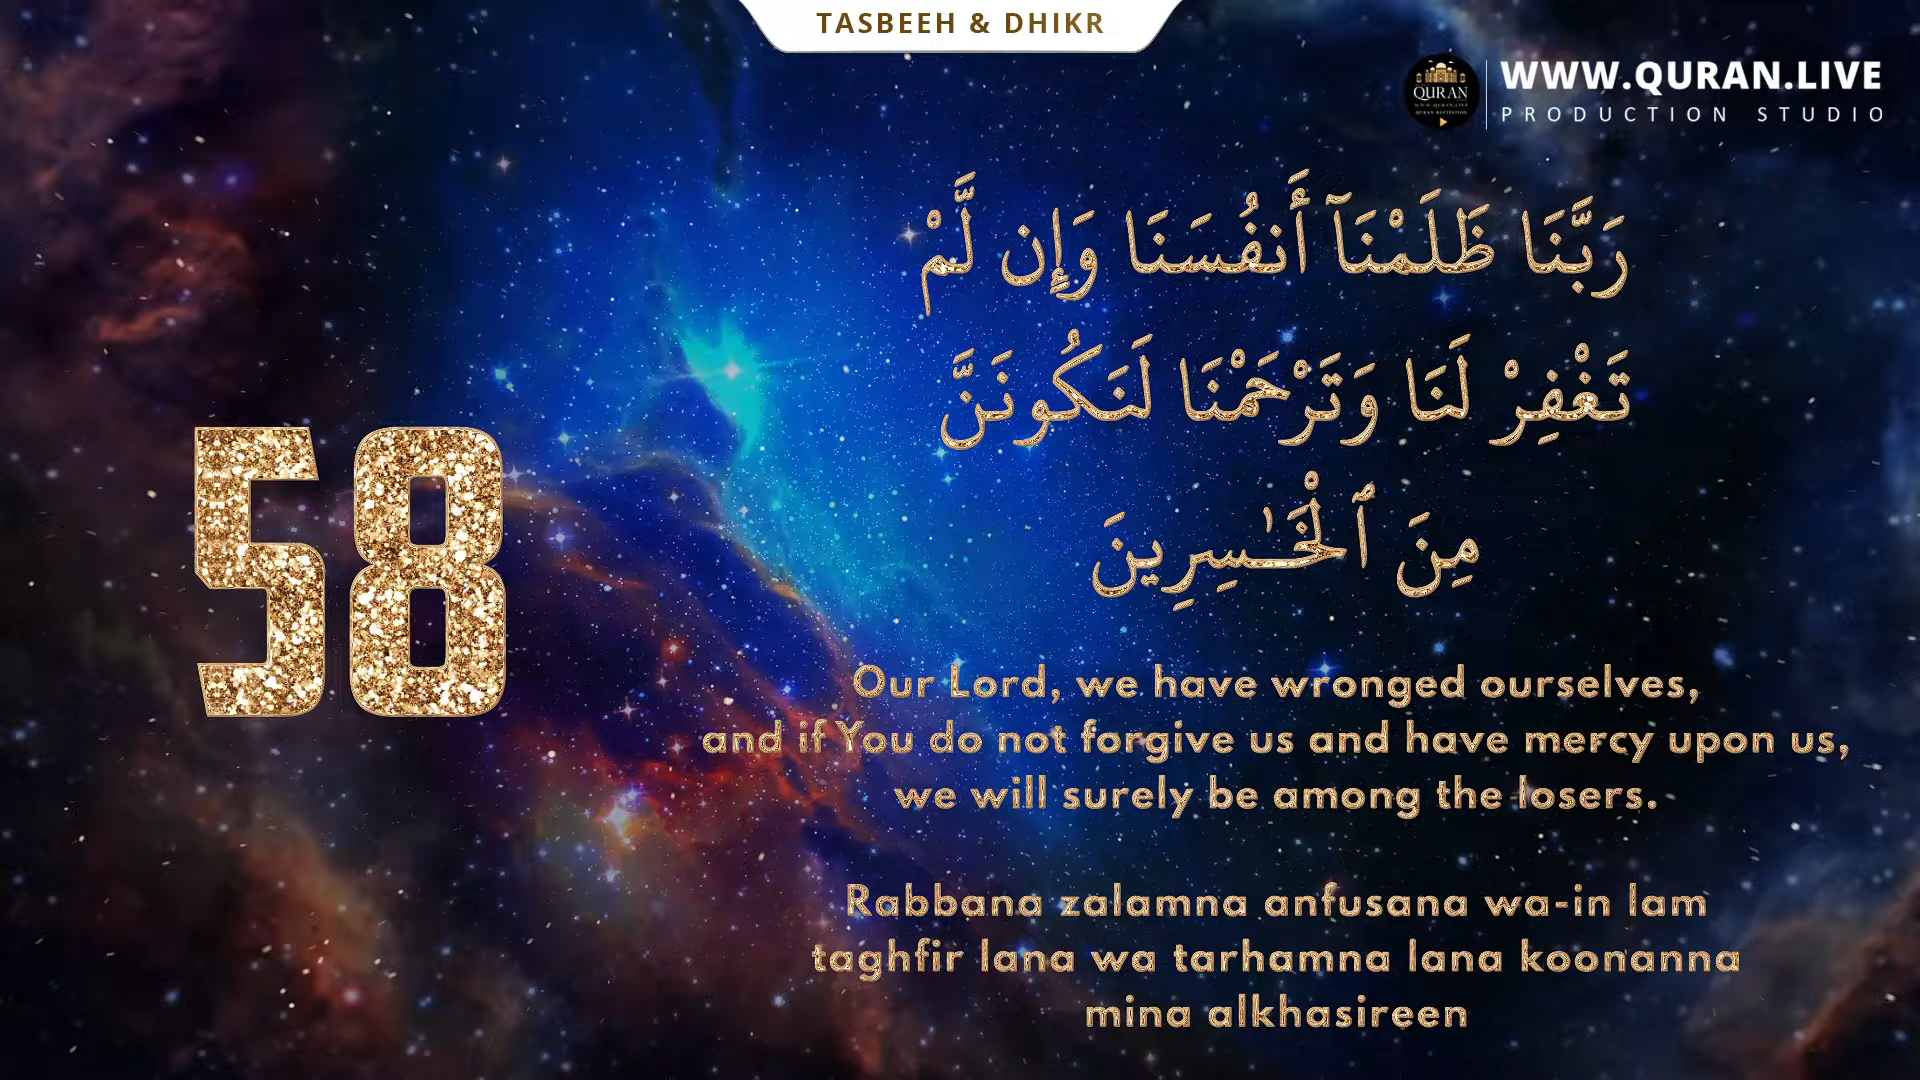 TASBEEH & DHIKR
QURAN
WWW.QURAN.LIVE
PRODUCTION STUDIO
رَبَّنَا ظَلَمْنَآ أَنفُسَنَا وَإِن لَّمْ
تَغْفِرْ لَنَا وَتَرْحَمْنَا لَنَكُونَنَّ
مِنَ ٱلْخَـٰسِرِينَ
58
Our Lord, we have wronged ourselves,
and if You do not forgive us and have mercy upon us,
we will surely be among the losers.
Rabbana zalamna anfusana wa-in lam
taghfir lana wa tarhamna lana koonanna
mina alkhasireen